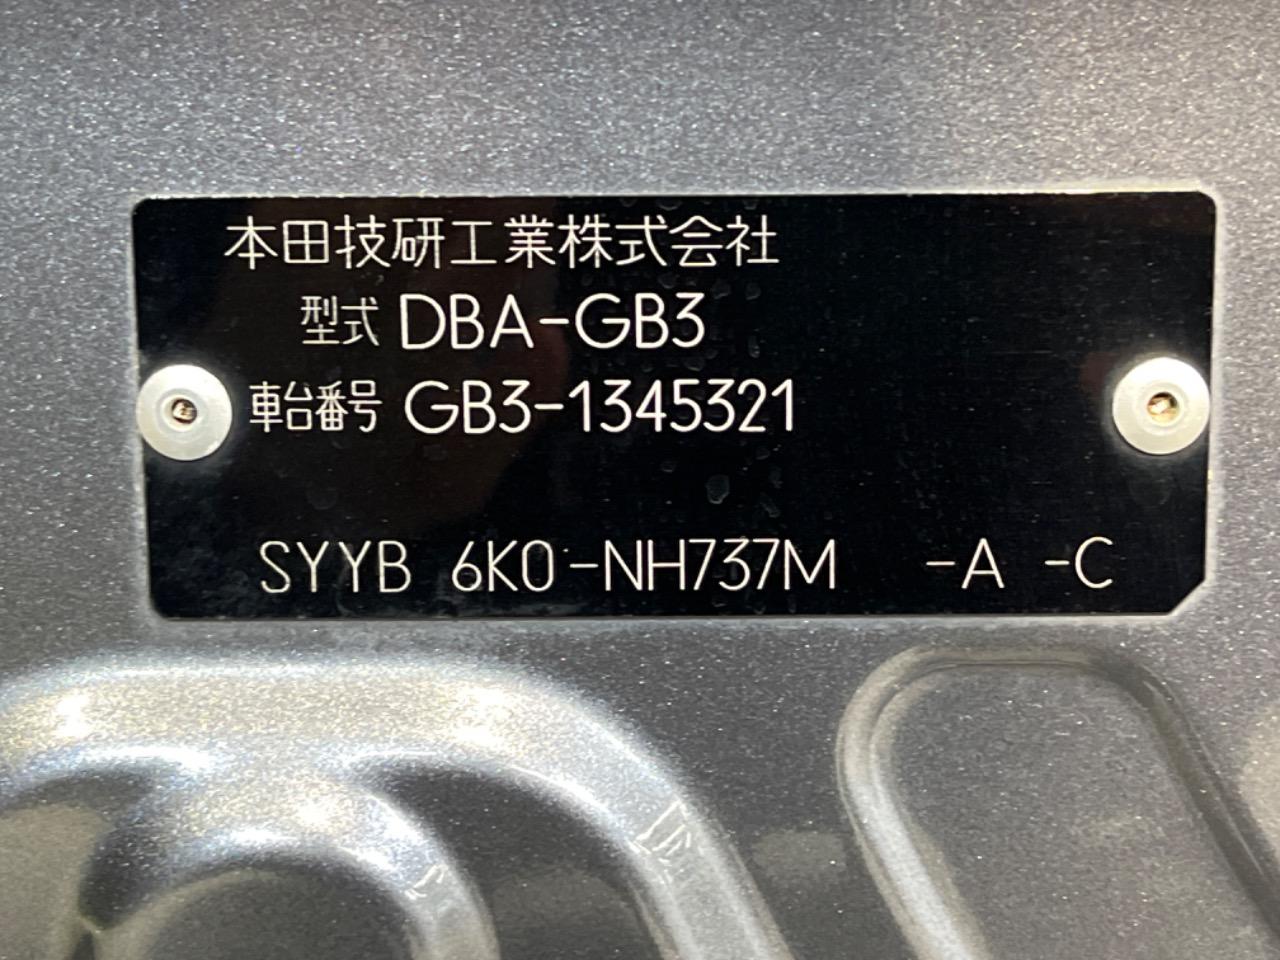 本田技研工業株式会社
型式 DBA-GB3
車台番号 GB3-1345321
SYYB 6K0-NH737M -A -C